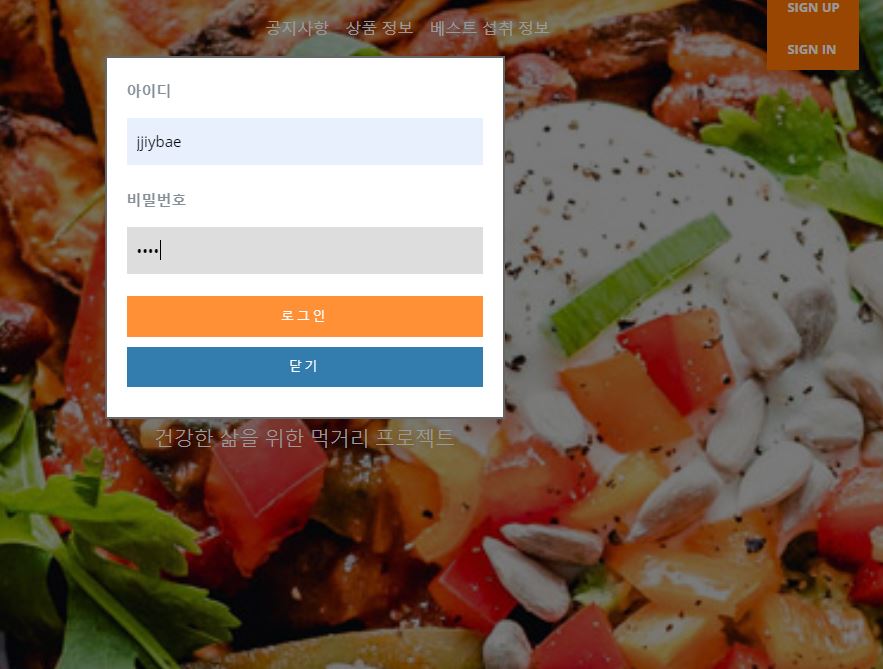 공지사항 상품 정보 베스트 섭취 정보
SIGN UP
SIGN IN
아이디
jjiybae
비밀번호
••••
로그인
닫기
건강한 삶을 위한 먹거리 프로젝트